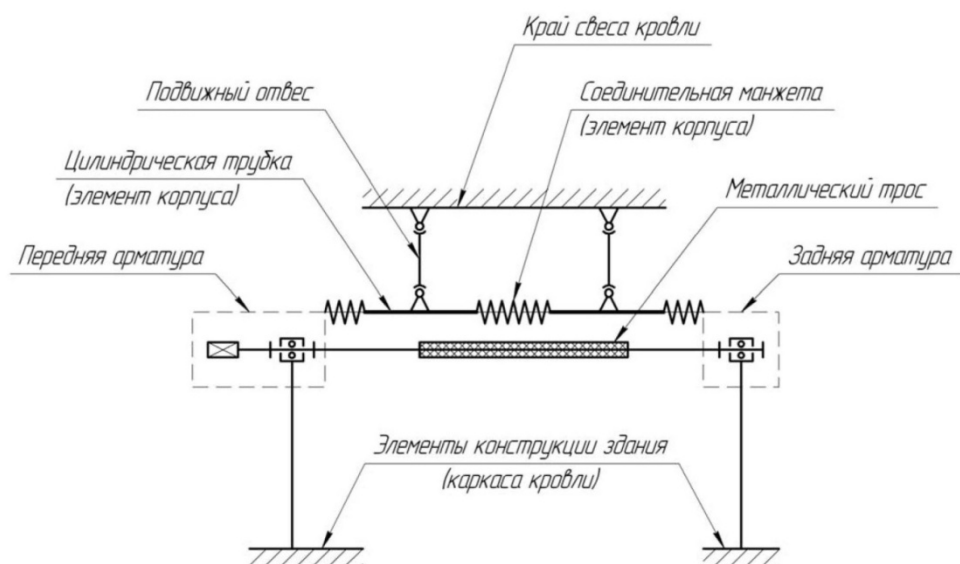 Край свеса кровли
Подвижный отвес
Соединительная манжета
(элемент корпуса)
Цилиндрическая трубка
(элемент корпуса)
Металлический трос
Передняя арматура
Задняя арматура
Элементы конструкции здания
(каркаса кровли)